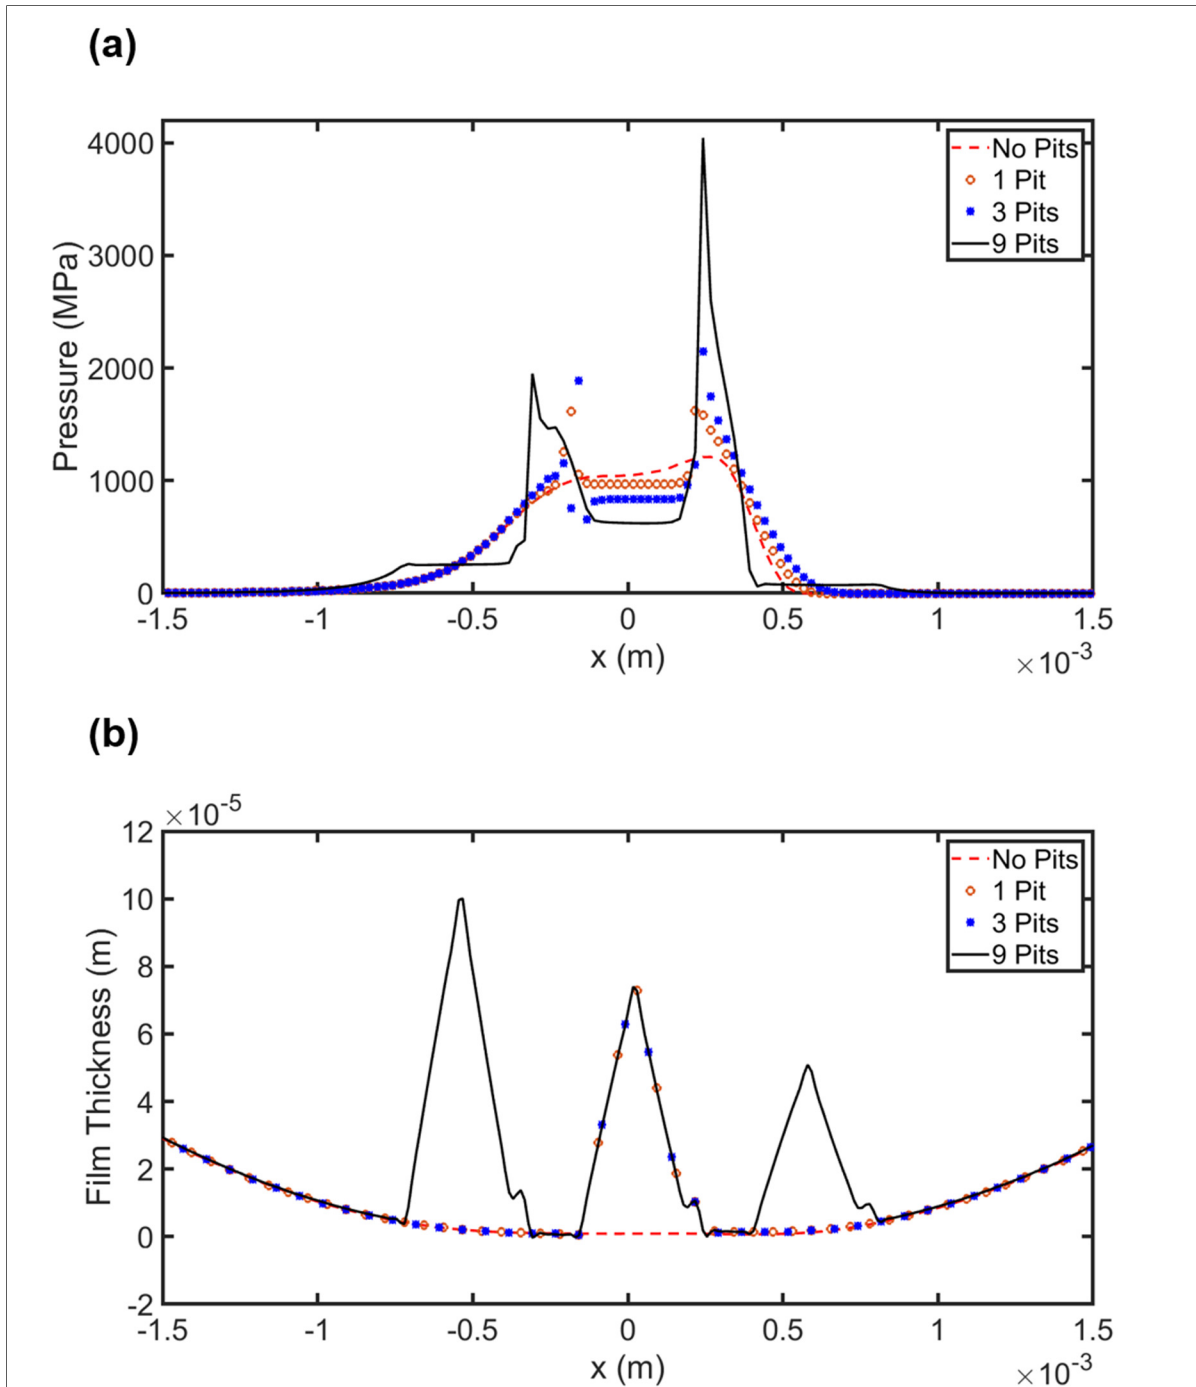 (a)
4000
3000
2000
1000
0
Pressure (MPa)
No Pits
1 Pit
3 Pits
9 Pits
-1.5 -1 -0.5 0 0.5 1 1.5
x (m)
×10-3
(b)
×10-5
12
10
8
6
4
2
0
-2
Film Thickness (m)
No Pits
1 Pit
3 Pits
9 Pits
-1.5 -1 -0.5 0 0.5 1 1.5
x (m)
×10-3